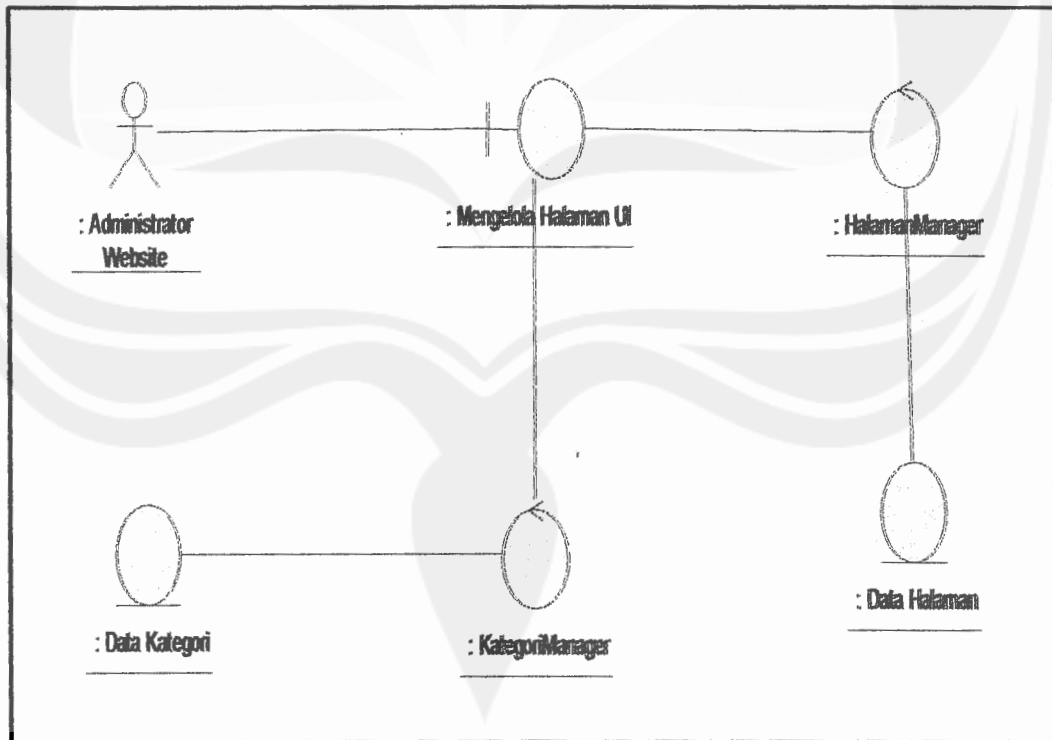 : Administrator
Website
: Mengelola Halaman UI
: HalamanManager
: Data Kategori
: KategoriManager
: Data Halaman